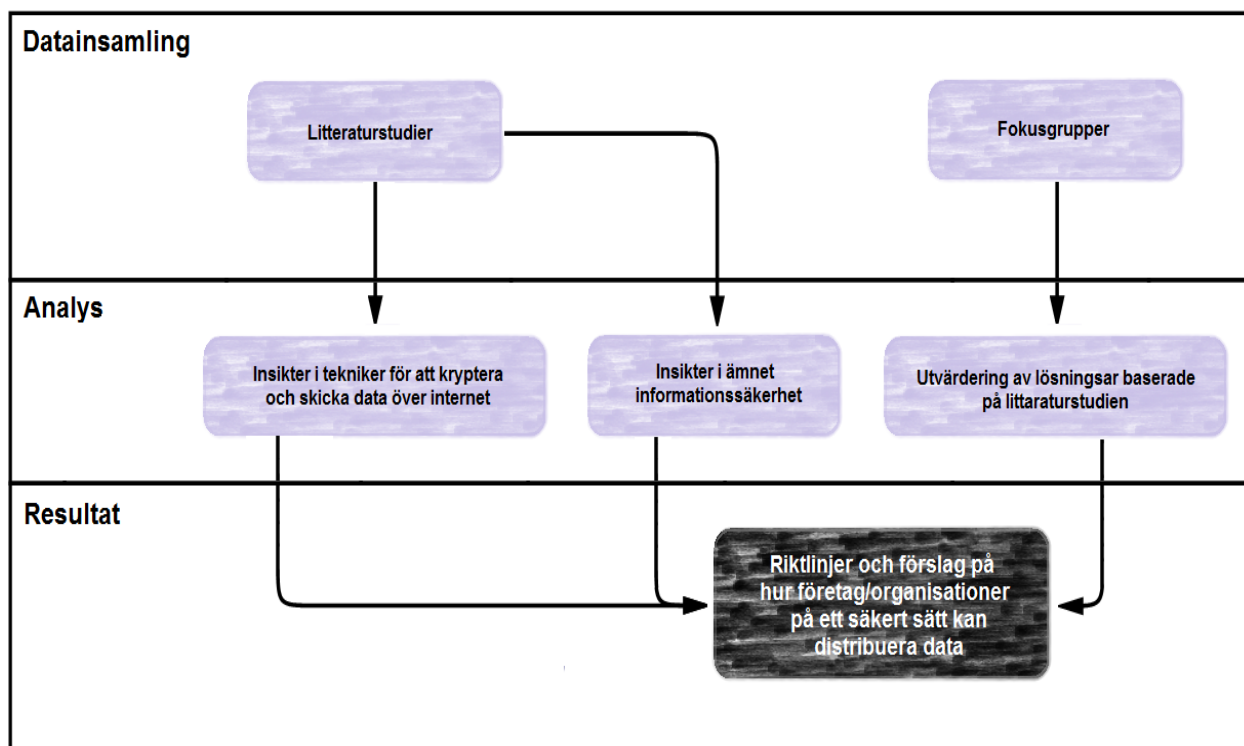 Datainsamling
Litteraturstudier
Fokusgrupper
Analys
Insikter i tekniker för att kryptera
och skicka data över internet
Insikter i ämnet
informationssäkerhet
Utvärdering av lösningsar baserade
på littaraturstudien
Resultat
Riktlinjer och förslag på
hur företag/organisationer
på ett säkert sätt kan
distribuera data